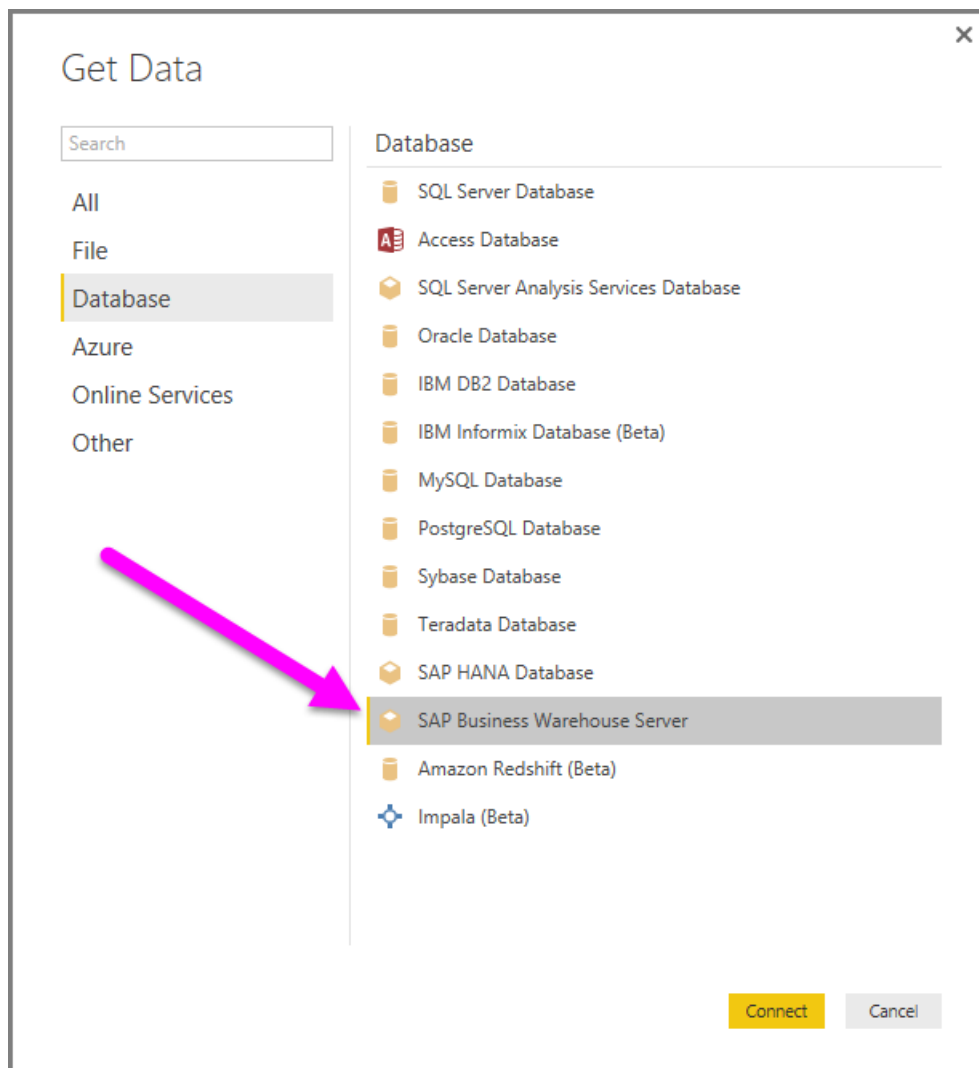 Get Data
Search
All
File
Database
Azure
Online Services
Other
Database
SQL Server Database
Access Database
SQL Server Analysis Services Database
Oracle Database
IBM DB2 Database
IBM Informix Database (Beta)
MySQL Database
PostgreSQL Database
Sybase Database
Teradata Database
SAP HANA Database
SAP Business Warehouse Server
Amazon Redshift (Beta)
Impala (Beta)
Connect
Cancel